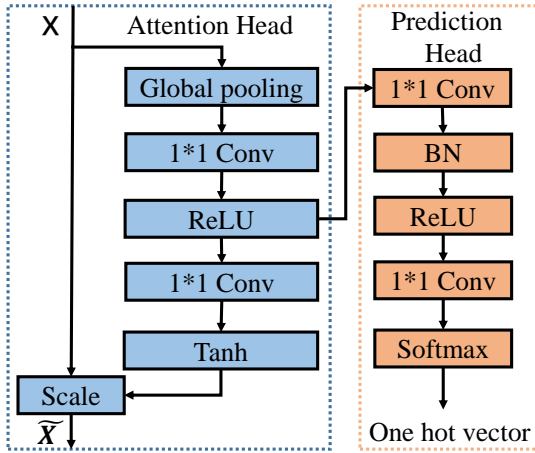 X
Attention Head
Global pooling
1*1 Conv
ReLU
1*1 Conv
Tanh
Scale
X̃
Prediction
Head
1*1 Conv
BN
ReLU
1*1 Conv
Softmax
One hot vector